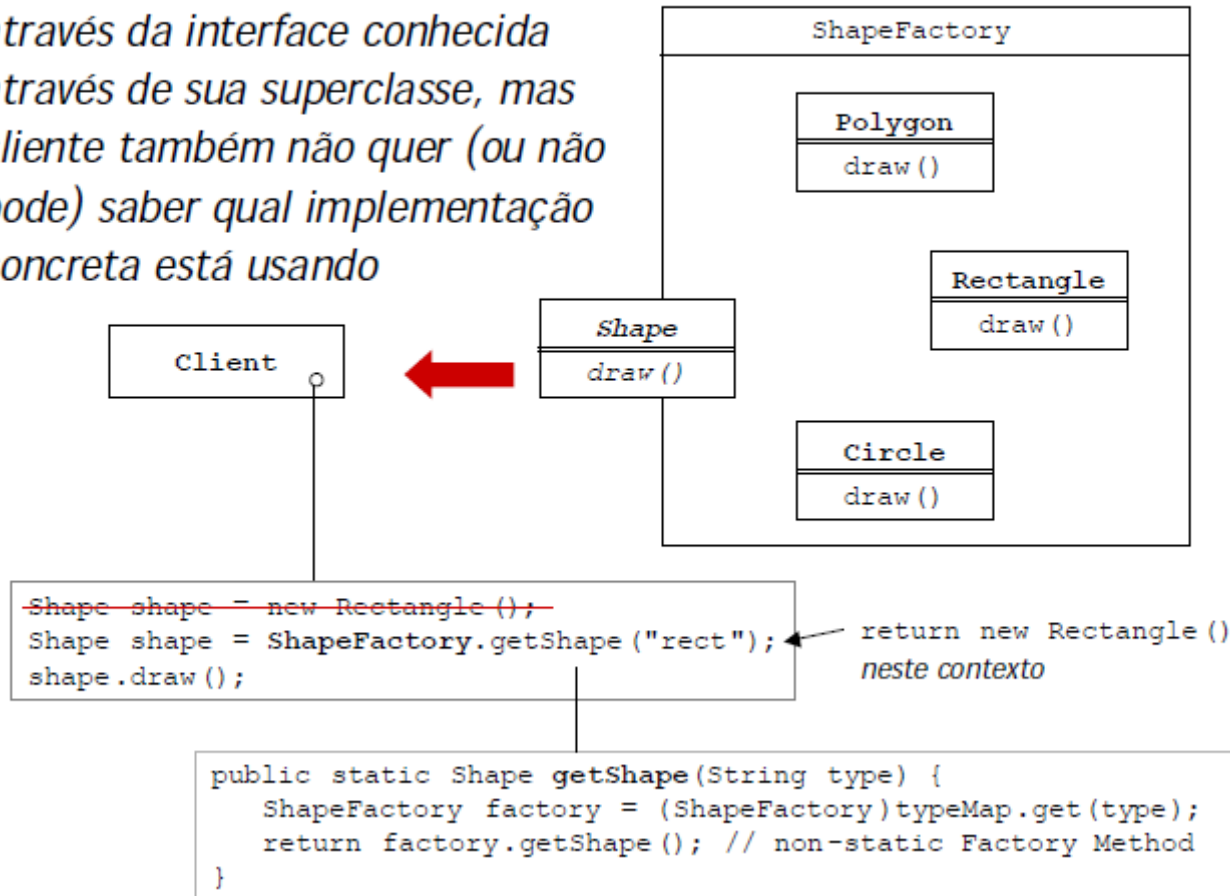 través da interface conhecida
través de sua superclasse, mas
liente também não quer (ou não
ode) saber qual implementação
oncreta está usando
ShapeFactory
Polygon
draw()
Rectangle
draw()
Shape
draw()
Client
Circle
draw()
Shape shape = new Rectangle();
Shape shape = ShapeFactory.getShape("rect");
shape.draw();
return new Rectangle()
neste contexto
public static Shape getShape(String type) {
ShapeFactory factory = (ShapeFactory)typeMap.get(type);
return factory.getShape(); // non-static Factory Method
}